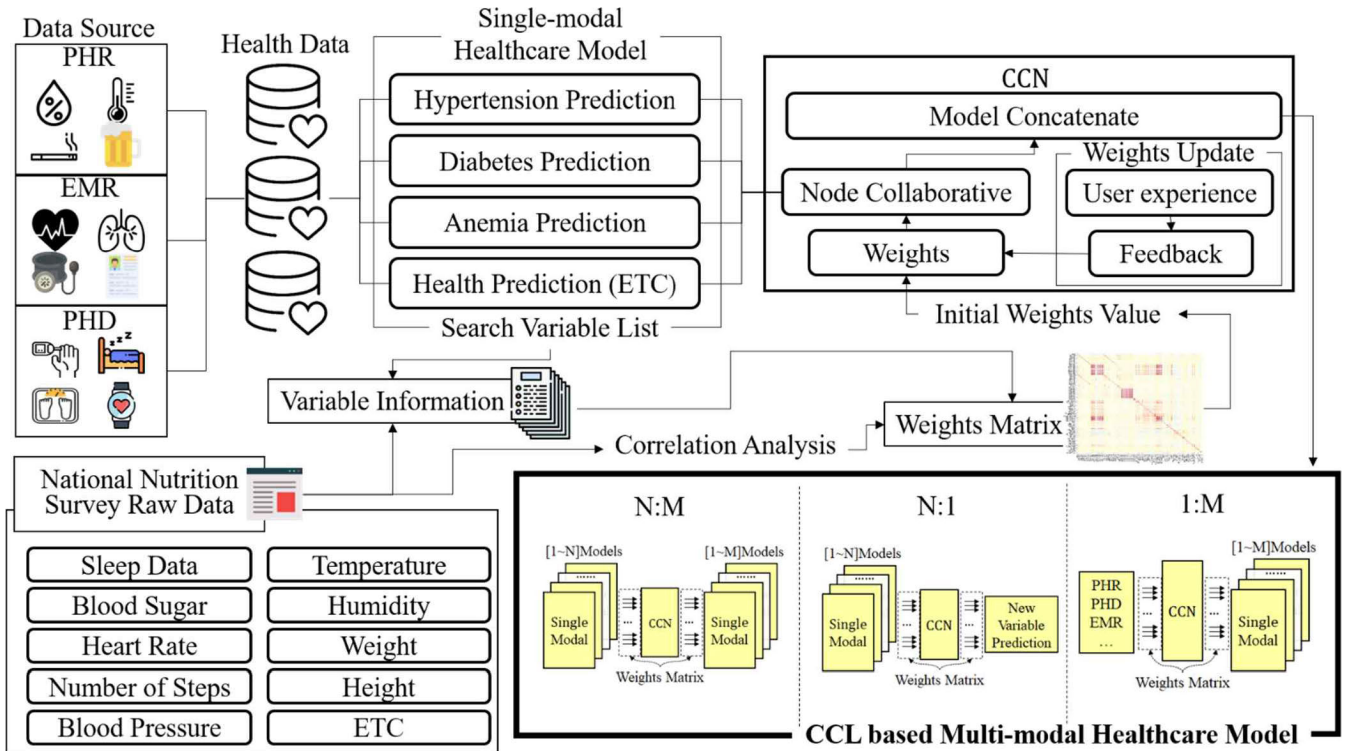 Data Source
PHR
EMR
PHD
Health Data
Single-modal
Healthcare Model
Hypertension Prediction
Diabetes Prediction
Anemia Prediction
Health Prediction (ETC)
Search Variable List
CCN
Model Concatenate
Weights Update
Node Collaborative
User experience
Weights
Feedback
Initial Weights Value
Variable Information
Correlation Analysis
Weights Matrix
National Nutrition
Survey Raw Data
Sleep Data
Temperature
Blood Sugar
Humidity
Heart Rate
Weight
Number of Steps
Height
Blood Pressure
ETC
N:M
[1~N]Models
[1~M]Models
......
......
Single
Modal
...
CCN
...
Single
Modal
Weights Matrix
N:1
[1~N]Models
......
Single
Modal
...
CCN
...
New
Variable
Prediction
Weights Matrix
1:M
[1~M]Models
......
PHR
PHD
EMR
...
...
CCN
...
Single
Modal
Weights Matrix
CCL based Multi-modal Healthcare Model